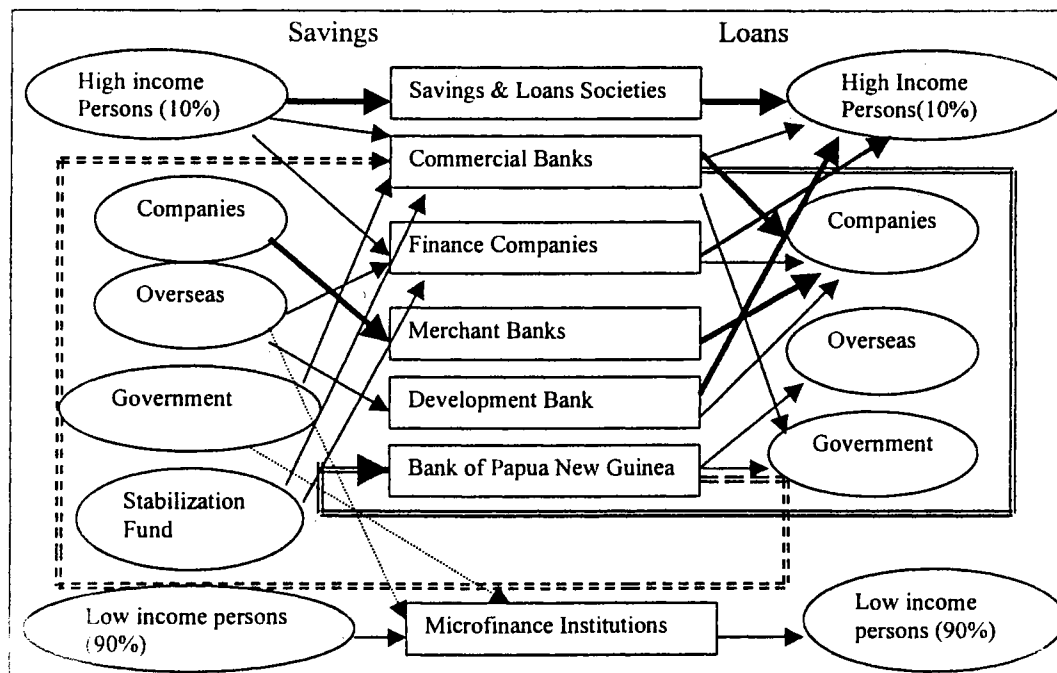 Savings
Loans
High income
Persons (10%)
Savings & Loans Societies
High Income
Persons(10%)
Commercial Banks
Companies
Finance Companies
Companies
Overseas
Merchant Banks
Overseas
Government
Development Bank
Bank of Papua New Guinea
Government
Stabilization
Fund
Low income persons
(90%)
Microfinance Institutions
Low income
persons (90%)